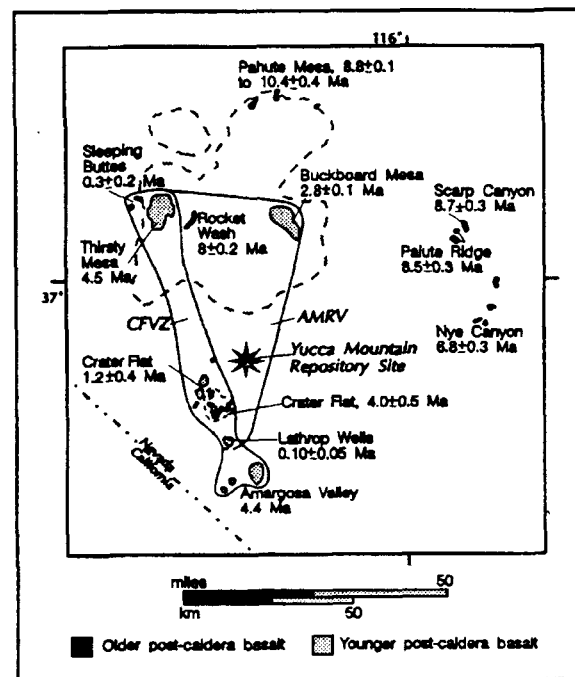 116°
Pahute Mesa, 8.8±0.1
to 10.4±0.4 Ma
Sleeping
Buttes
0.3±0.2 Ma
Buckboard Mesa
2.8±0.1 Ma
Scarp Canyon
8.7±0.3 Ma
Rocket
Wash
8±0.2 Ma
Thirsty
Mesa
4.5 Ma
Paiute Ridge
8.5±0.3 Ma
37°
CFVZ
AMRV
Nye Canyon
6.8±0.3 Ma
Yucca Mountain
Repository Site
Crater Flat
1.2±0.4 Ma
Crater Flat, 4.0±0.5 Ma
Lathrop Wells
0.10±0.05 Ma
Nevada
California
Amargosa Valley
4.4 Ma
miles
50
km
50
Older post-caldera basalt
Younger post-caldera basalt